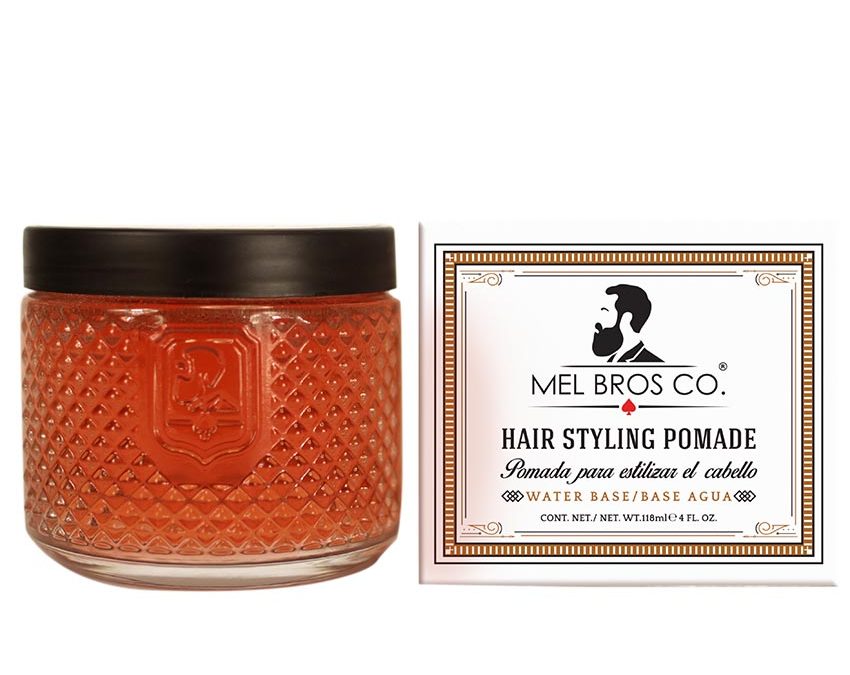 MEL BROS CO.®
HAIR STYLING POMADE
Pomada para estilizar el cabello
WATER BASE/BASE AGUA
CONT. NET./ NET. WT.118ml℮4 FL. OZ.